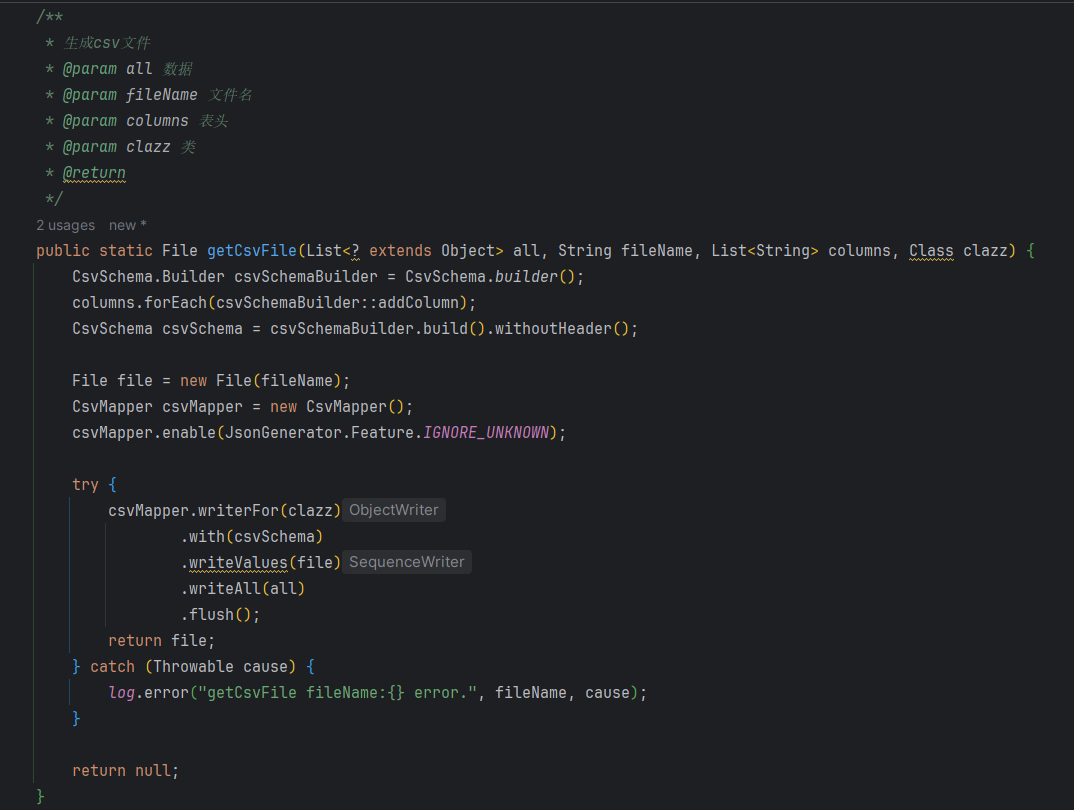 /**
 * 生成csv文件
 * @param all 数据
 * @param fileName 文件名
 * @param columns 表头
 * @param clazz 类
 * @return
 */
2 usages new *
public static File getCsvFile(List<? extends Object> all, String fileName, List<String> columns, Class clazz) {
    CsvSchema.Builder csvSchemaBuilder = CsvSchema.builder();
    columns.forEach(csvSchemaBuilder::addColumn);
    CsvSchema csvSchema = csvSchemaBuilder.build().withoutHeader();

    File file = new File(fileName);
    CsvMapper csvMapper = new CsvMapper();
    csvMapper.enable(JsonGenerator.Feature.IGNORE_UNKNOWN);

    try {
        csvMapper.writerFor(clazz) ObjectWriter
                .with(csvSchema)
                .writeValues(file) SequenceWriter
                .writeAll(all)
                .flush();
        return file;
    } catch (Throwable cause) {
        log.error("getCsvFile fileName:{} error.", fileName, cause);
    }

    return null;
}